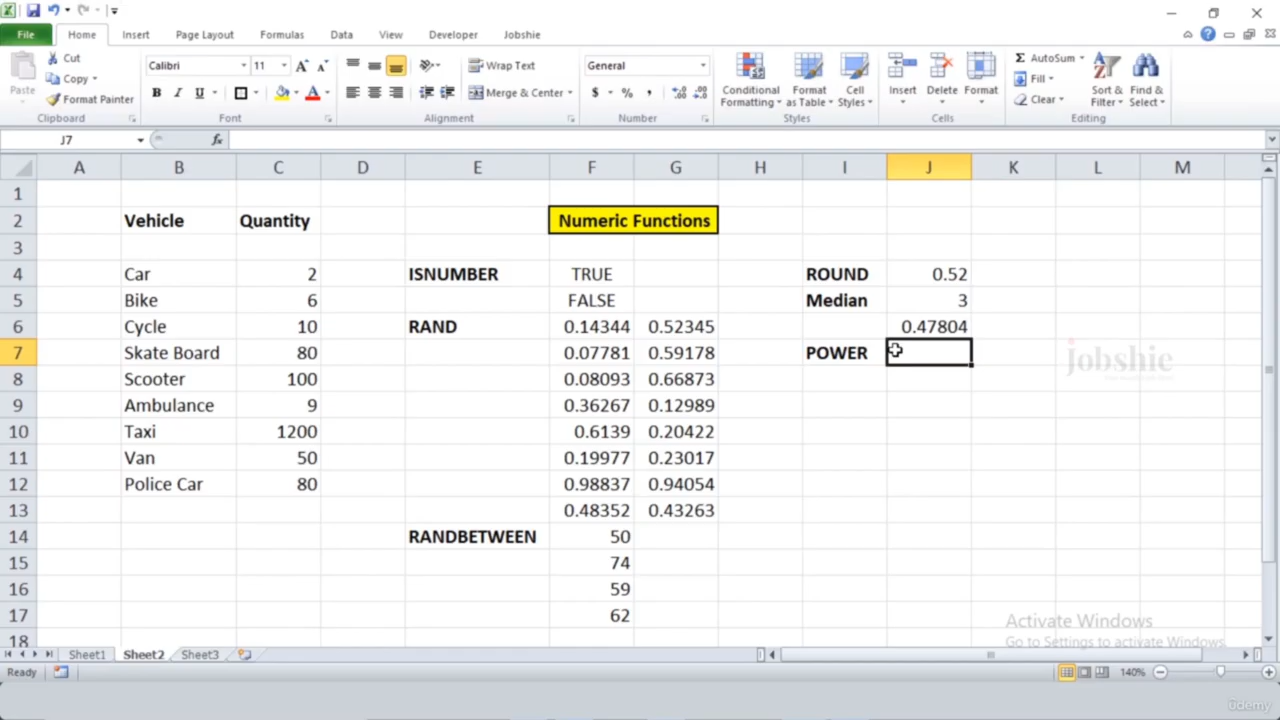 File Home Insert Page Layout Formulas Data View Developer Jobshie
Cut Calibri 11 A A Wrap Text General AutoSum
Paste Copy Fill
Format Painter B I U A Merge & Center $ % , Conditional Formatting Format as Table Cell Styles Insert Delete Format Clear Sort & Filter Find & Select
Clipboard Font Alignment Number Styles Cells Editing
J7 fx
A B C D E F G H I J K L M
1
2 Vehicle Quantity Numeric Functions
3
4 Car 2 ISNUMBER TRUE ROUND 0.52
5 Bike 6 FALSE Median 3
6 Cycle 10 RAND 0.14344 0.52345 0.47804
7 Skate Board 80 0.07781 0.59178 POWER
jobshie
8 Scooter 100 0.08093 0.66873
9 Ambulance 9 0.36267 0.12989
10 Taxi 1200 0.6139 0.20422
11 Van 50 0.19977 0.23017
12 Police Car 80 0.98837 0.94054
13 0.48352 0.43263
14 RANDBETWEEN 50
15 74
16 59
17 62
18
Activate Windows
Go to Settings to activate Windows.
Sheet1 Sheet2 Sheet3
Ready 140%
ûdemy